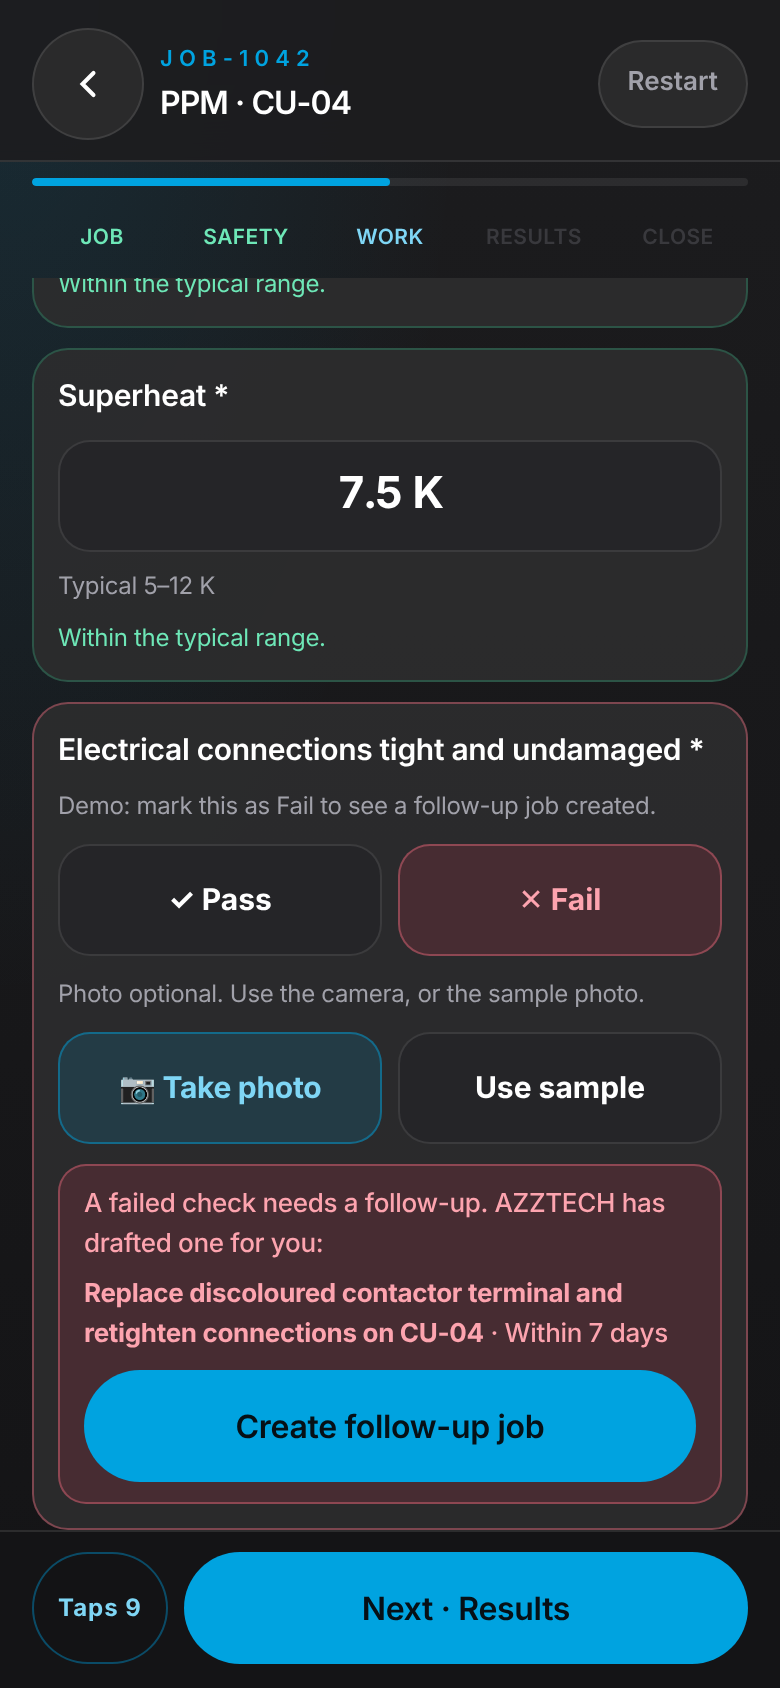 JOB-1042
PPM · CU-04
Restart
JOB
SAFETY
WORK
RESULTS
CLOSE
Within the typical range.
Superheat *
7.5 K
Typical 5–12 K
Within the typical range.
Electrical connections tight and undamaged *
Demo: mark this as Fail to see a follow-up job created.
✓ Pass
✕ Fail
Photo optional. Use the camera, or the sample photo.
📷 Take photo
Use sample
A failed check needs a follow-up. AZZTECH has
drafted one for you:
Replace discoloured contactor terminal and
retighten connections on CU-04 · Within 7 days
Create follow-up job
Taps 9
Next · Results